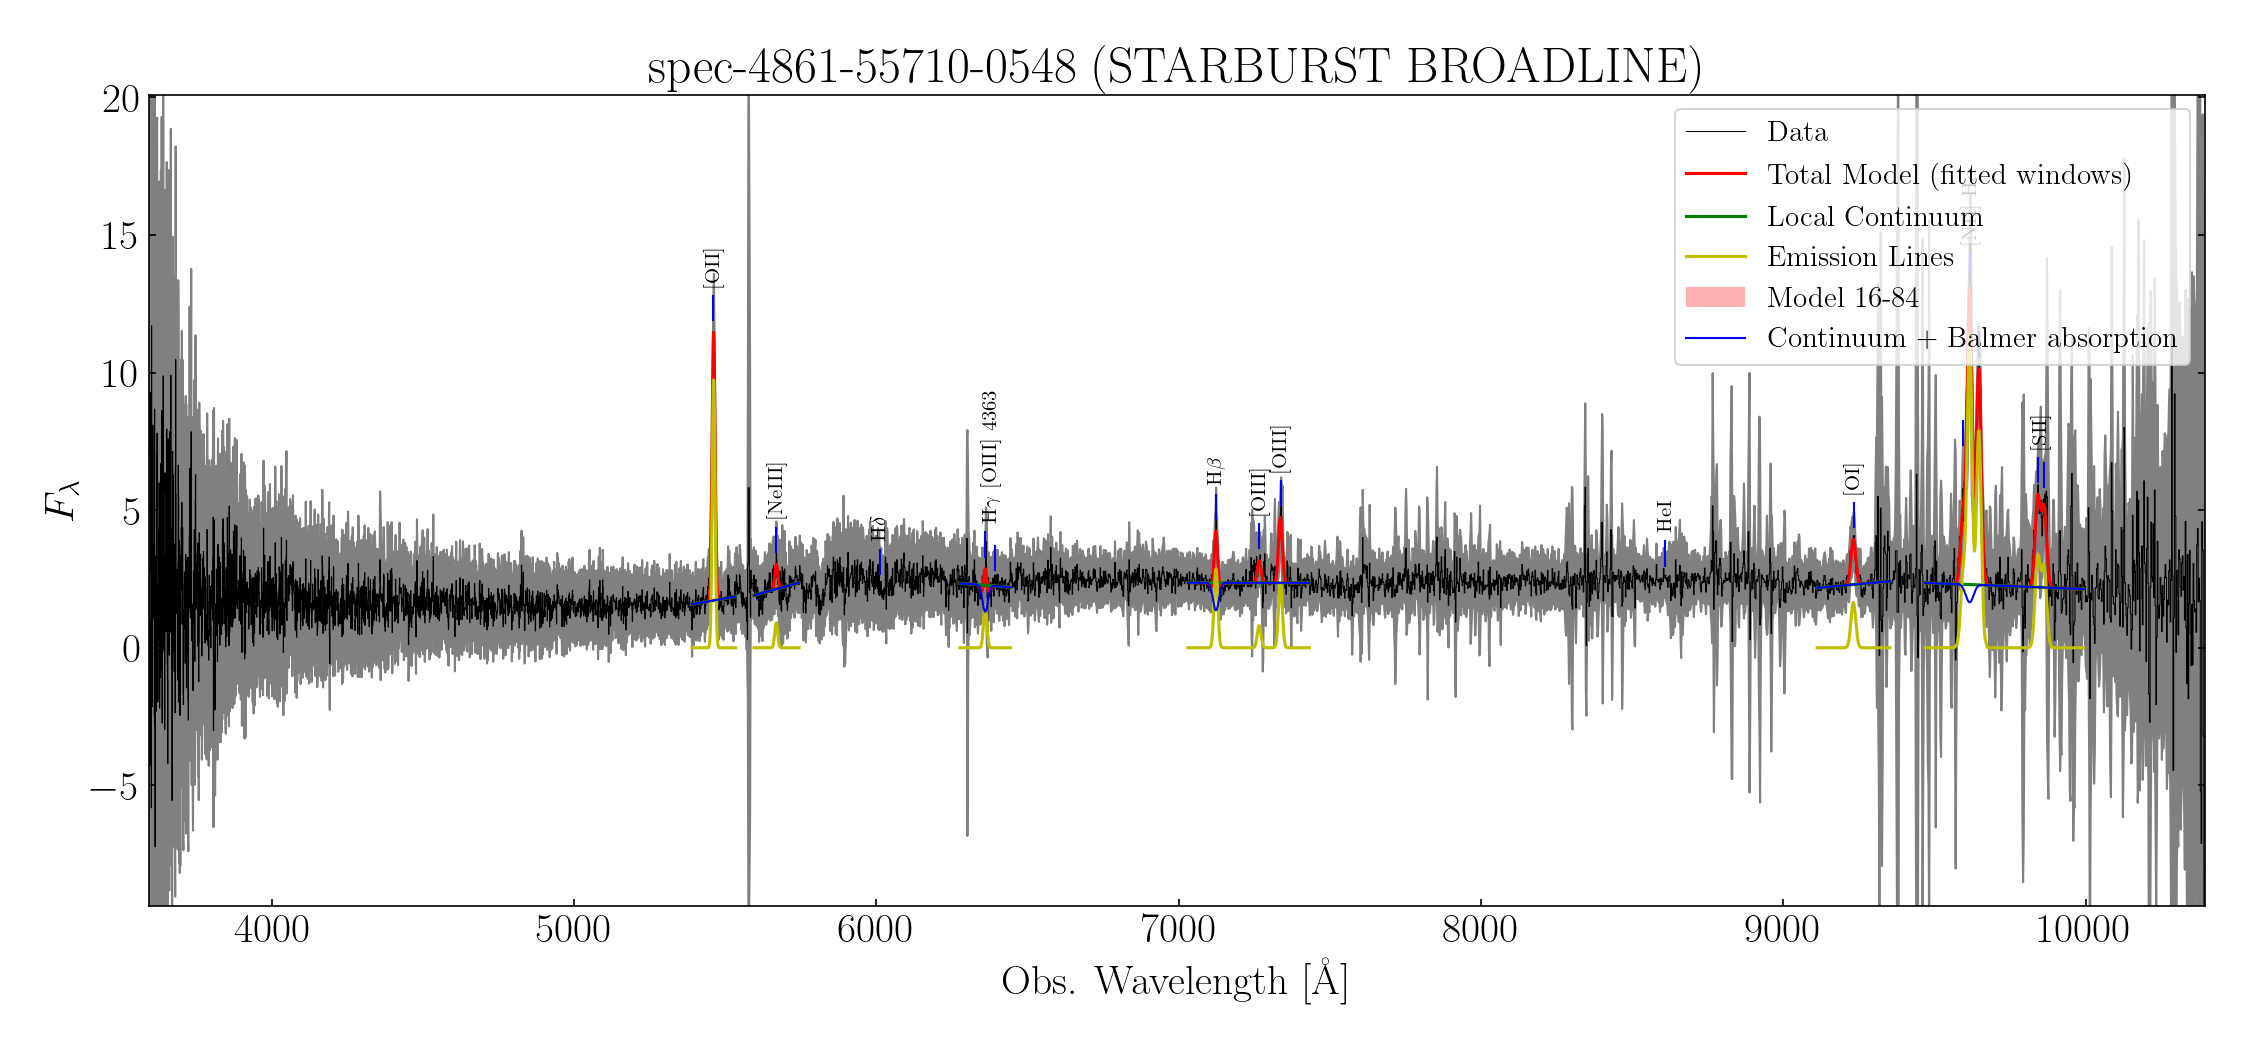 spec-4861-55710-0548 (STARBURST BROADLINE)
Data
Total Model (fitted windows)
Local Continuum
Emission Lines
Model 16-84
Continuum + Balmer absorption
[OII]
[NeIII]
Hδ
Hγ [OIII] 4363
Hβ
[OIII]
[OIII]
HeI
[OI]
[SII]
20
15
10
5
0
−5
Fλ
4000
5000
6000
7000
8000
9000
10000
Obs. Wavelength [Å]